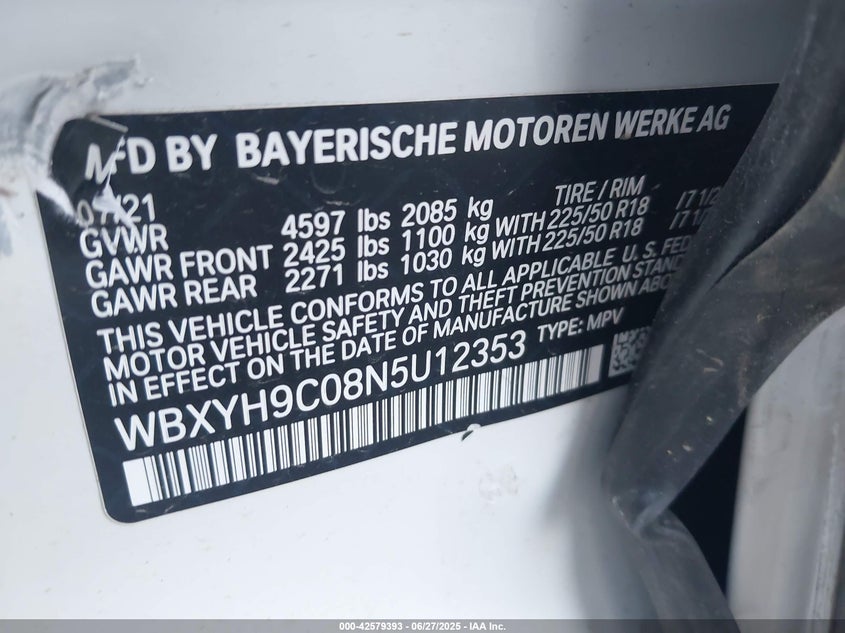 MFD BY BAYERISCHE MOTOREN WERKE AG
07/21 TIRE / RIM
GVWR 4597 lbs 2085 kg
GAWR FRONT 2425 lbs 1100 kg WITH 225/50 R18
GAWR REAR 2271 lbs 1030 kg WITH 225/50 R18
THIS VEHICLE CONFORMS TO ALL APPLICABLE U. S. FED
MOTOR VEHICLE SAFETY AND THEFT PREVENTION STAND
IN EFFECT ON THE DATE OF MANUFACTURE SHOWN ABO
WBXYH9C08N5U12353 TYPE: MPV
000-42579393 | 06/27/2025 - IAA Inc.